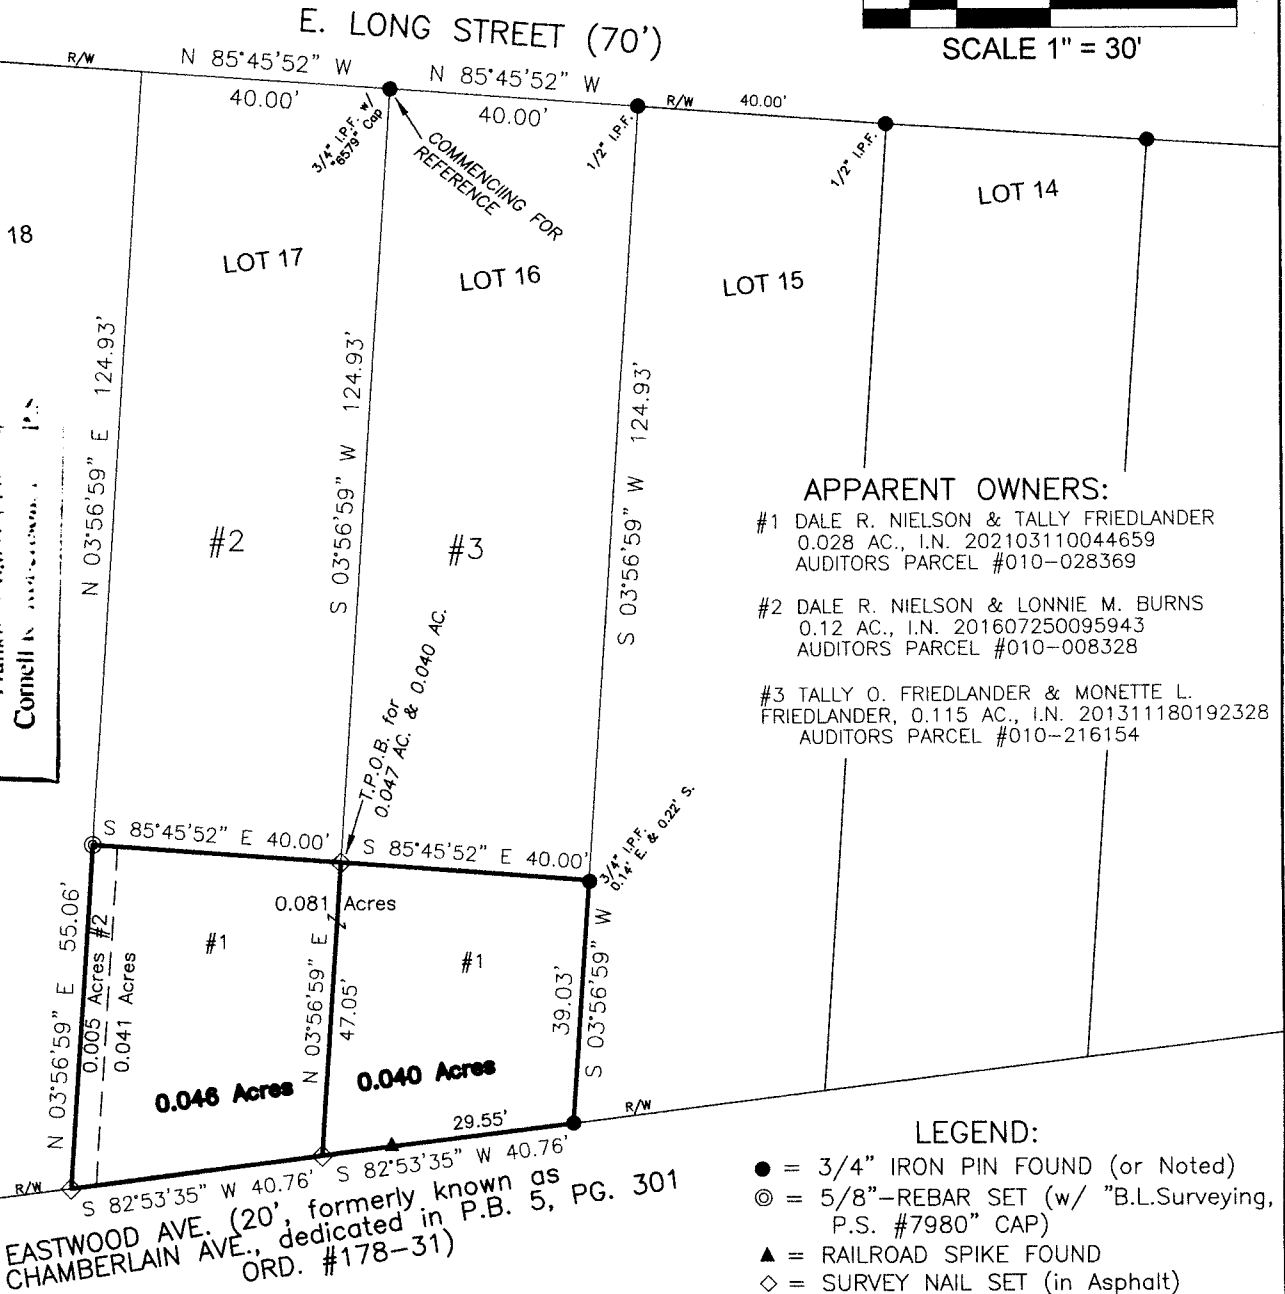 E. LONG STREET (70')
SCALE 1" = 30'
R/W
N 85°45'52" W
40.00'
N 85°45'52" W
40.00'
R/W
40.00'
3/4" I.P.F. w/
"6579" Cap
COMMENCIING FOR
REFERENCE
1/2" I.P.F.
1/2" I.P.F.
18
LOT 17
LOT 16
LOT 15
LOT 14
N 03°56'59" E 124.93'
S 03°56'59" W 124.93'
S 03°56'59" W 124.93'
#2
#3
APPARENT OWNERS:
#1 DALE R. NIELSON & TALLY FRIEDLANDER
0.028 AC., I.N. 202103110044659
AUDITORS PARCEL #010-028369
#2 DALE R. NIELSON & LONNIE M. BURNS
0.12 AC., I.N. 201607250095943
AUDITORS PARCEL #010-008328
#3 TALLY O. FRIEDLANDER & MONETTE L.
FRIEDLANDER, 0.115 AC., I.N. 201311180192328
AUDITORS PARCEL #010-216154
Cornell R.
T.P.O.B. for
0.047 AC. & 0.040 AC.
S 85°45'52" E 40.00'
S 85°45'52" E 40.00'
3/4" I.P.F.
0.14' E. & 0.22' S.
0.081 Acres
#1
#1
N 03°56'59" E 55.06'
0.005 Acres #2
0.041 Acres
N 03°56'59" E
47.05'
39.03'
S 03°56'59" W
0.046 Acres
0.040 Acres
29.55'
R/W
R/W
S 82°53'35" W 40.76'
S 82°53'35" W 40.76'
EASTWOOD AVE. (20', formerly known as
CHAMBERLAIN AVE., dedicated in P.B. 5, PG. 301
ORD. #178-31)
LEGEND:
● = 3/4" IRON PIN FOUND (or Noted)
◎ = 5/8"-REBAR SET (w/ "B.L.Surveying,
P.S. #7980" CAP)
▲ = RAILROAD SPIKE FOUND
◇ = SURVEY NAIL SET (in Asphalt)